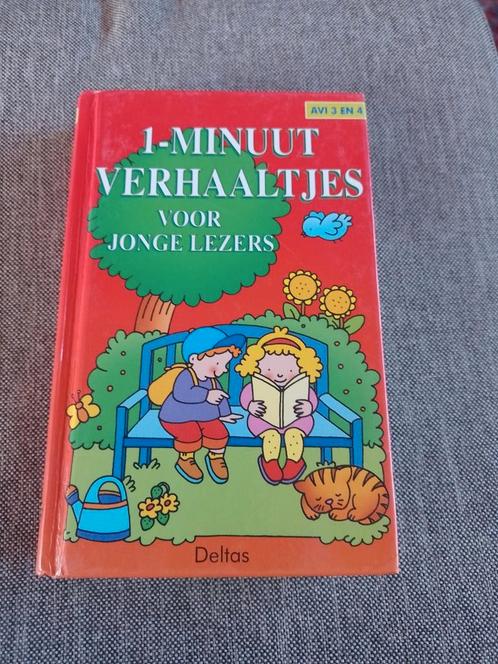 AVI 3 EN 4
1-MINUUT
VERHAALTJES
VOOR
JONGE LEZERS
Deltas